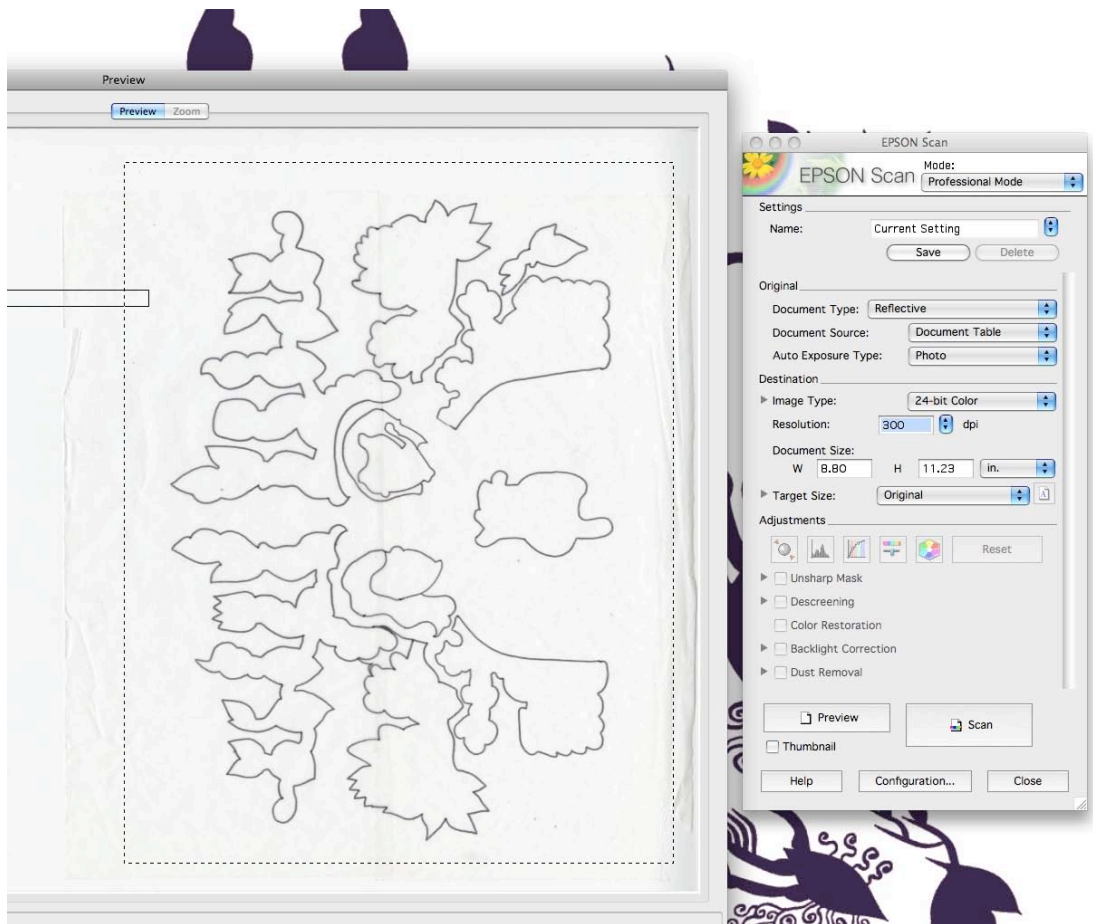 Preview
Preview Zoom
EPSON Scan
EPSON Scan
Mode:
Professional Mode
Settings
Name: Current Setting
Save Delete
Original
Document Type: Reflective
Document Source: Document Table
Auto Exposure Type: Photo
Destination
Image Type: 24-bit Color
Resolution: 300 dpi
Document Size:
W 8.80 H 11.23 in.
Target Size: Original
Adjustments
Reset
Unsharp Mask
Descreening
Color Restoration
Backlight Correction
Dust Removal
Preview Scan
Thumbnail
Help Configuration... Close